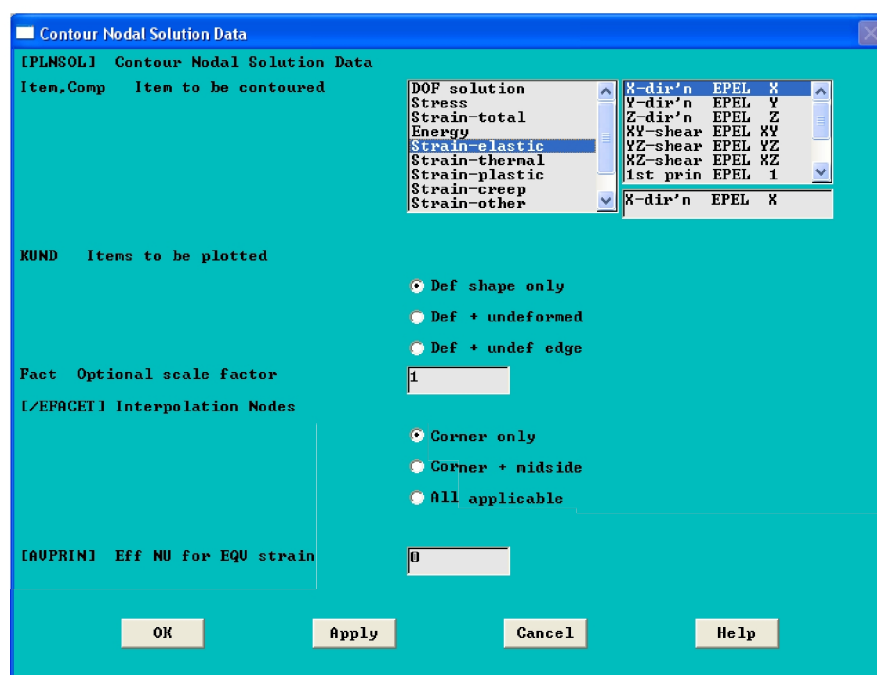 Contour Nodal Solution Data
[PLNSOL] Contour Nodal Solution Data
Item,Comp Item to be contoured
DOF solution
Stress
Strain-total
Energy
Strain-elastic
Strain-thermal
Strain-plastic
Strain-creep
Strain-other
X-dir'n EPEL X
Y-dir'n EPEL Y
Z-dir'n EPEL Z
XY-shear EPEL XY
YZ-shear EPEL YZ
XZ-shear EPEL XZ
1st prin EPEL 1
X-dir'n EPEL X
KUND Items to be plotted
Def shape only
Def + undeformed
Def + undef edge
Fact Optional scale factor
1
[/EFACET] Interpolation Nodes
Corner only
Corner + midside
All applicable
[AVPRIN] Eff NU for EQV strain
0
OK Apply Cancel Help